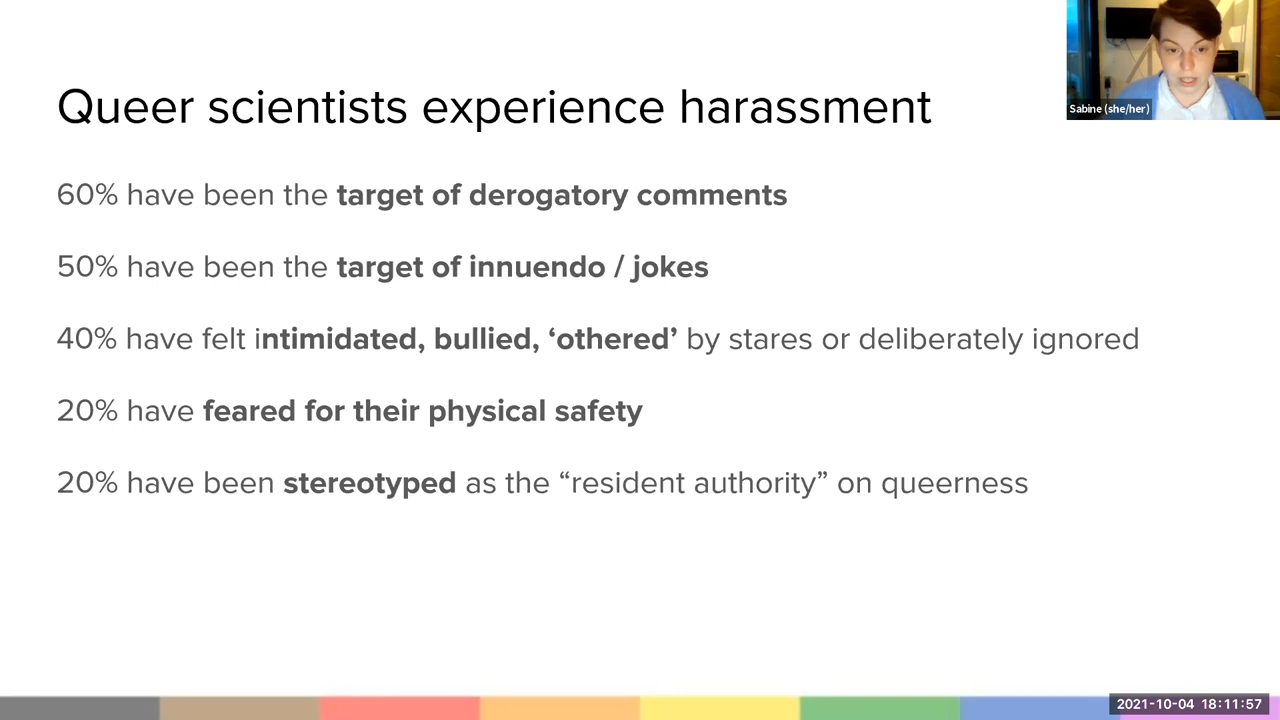 Queer scientists experience harassment
Sabine (she/her)
60% have been the target of derogatory comments
50% have been the target of innuendo / jokes
40% have felt intimidated, bullied, ‘othered’ by stares or deliberately ignored
20% have feared for their physical safety
20% have been stereotyped as the “resident authority” on queerness
2021-10-04 18:11:57